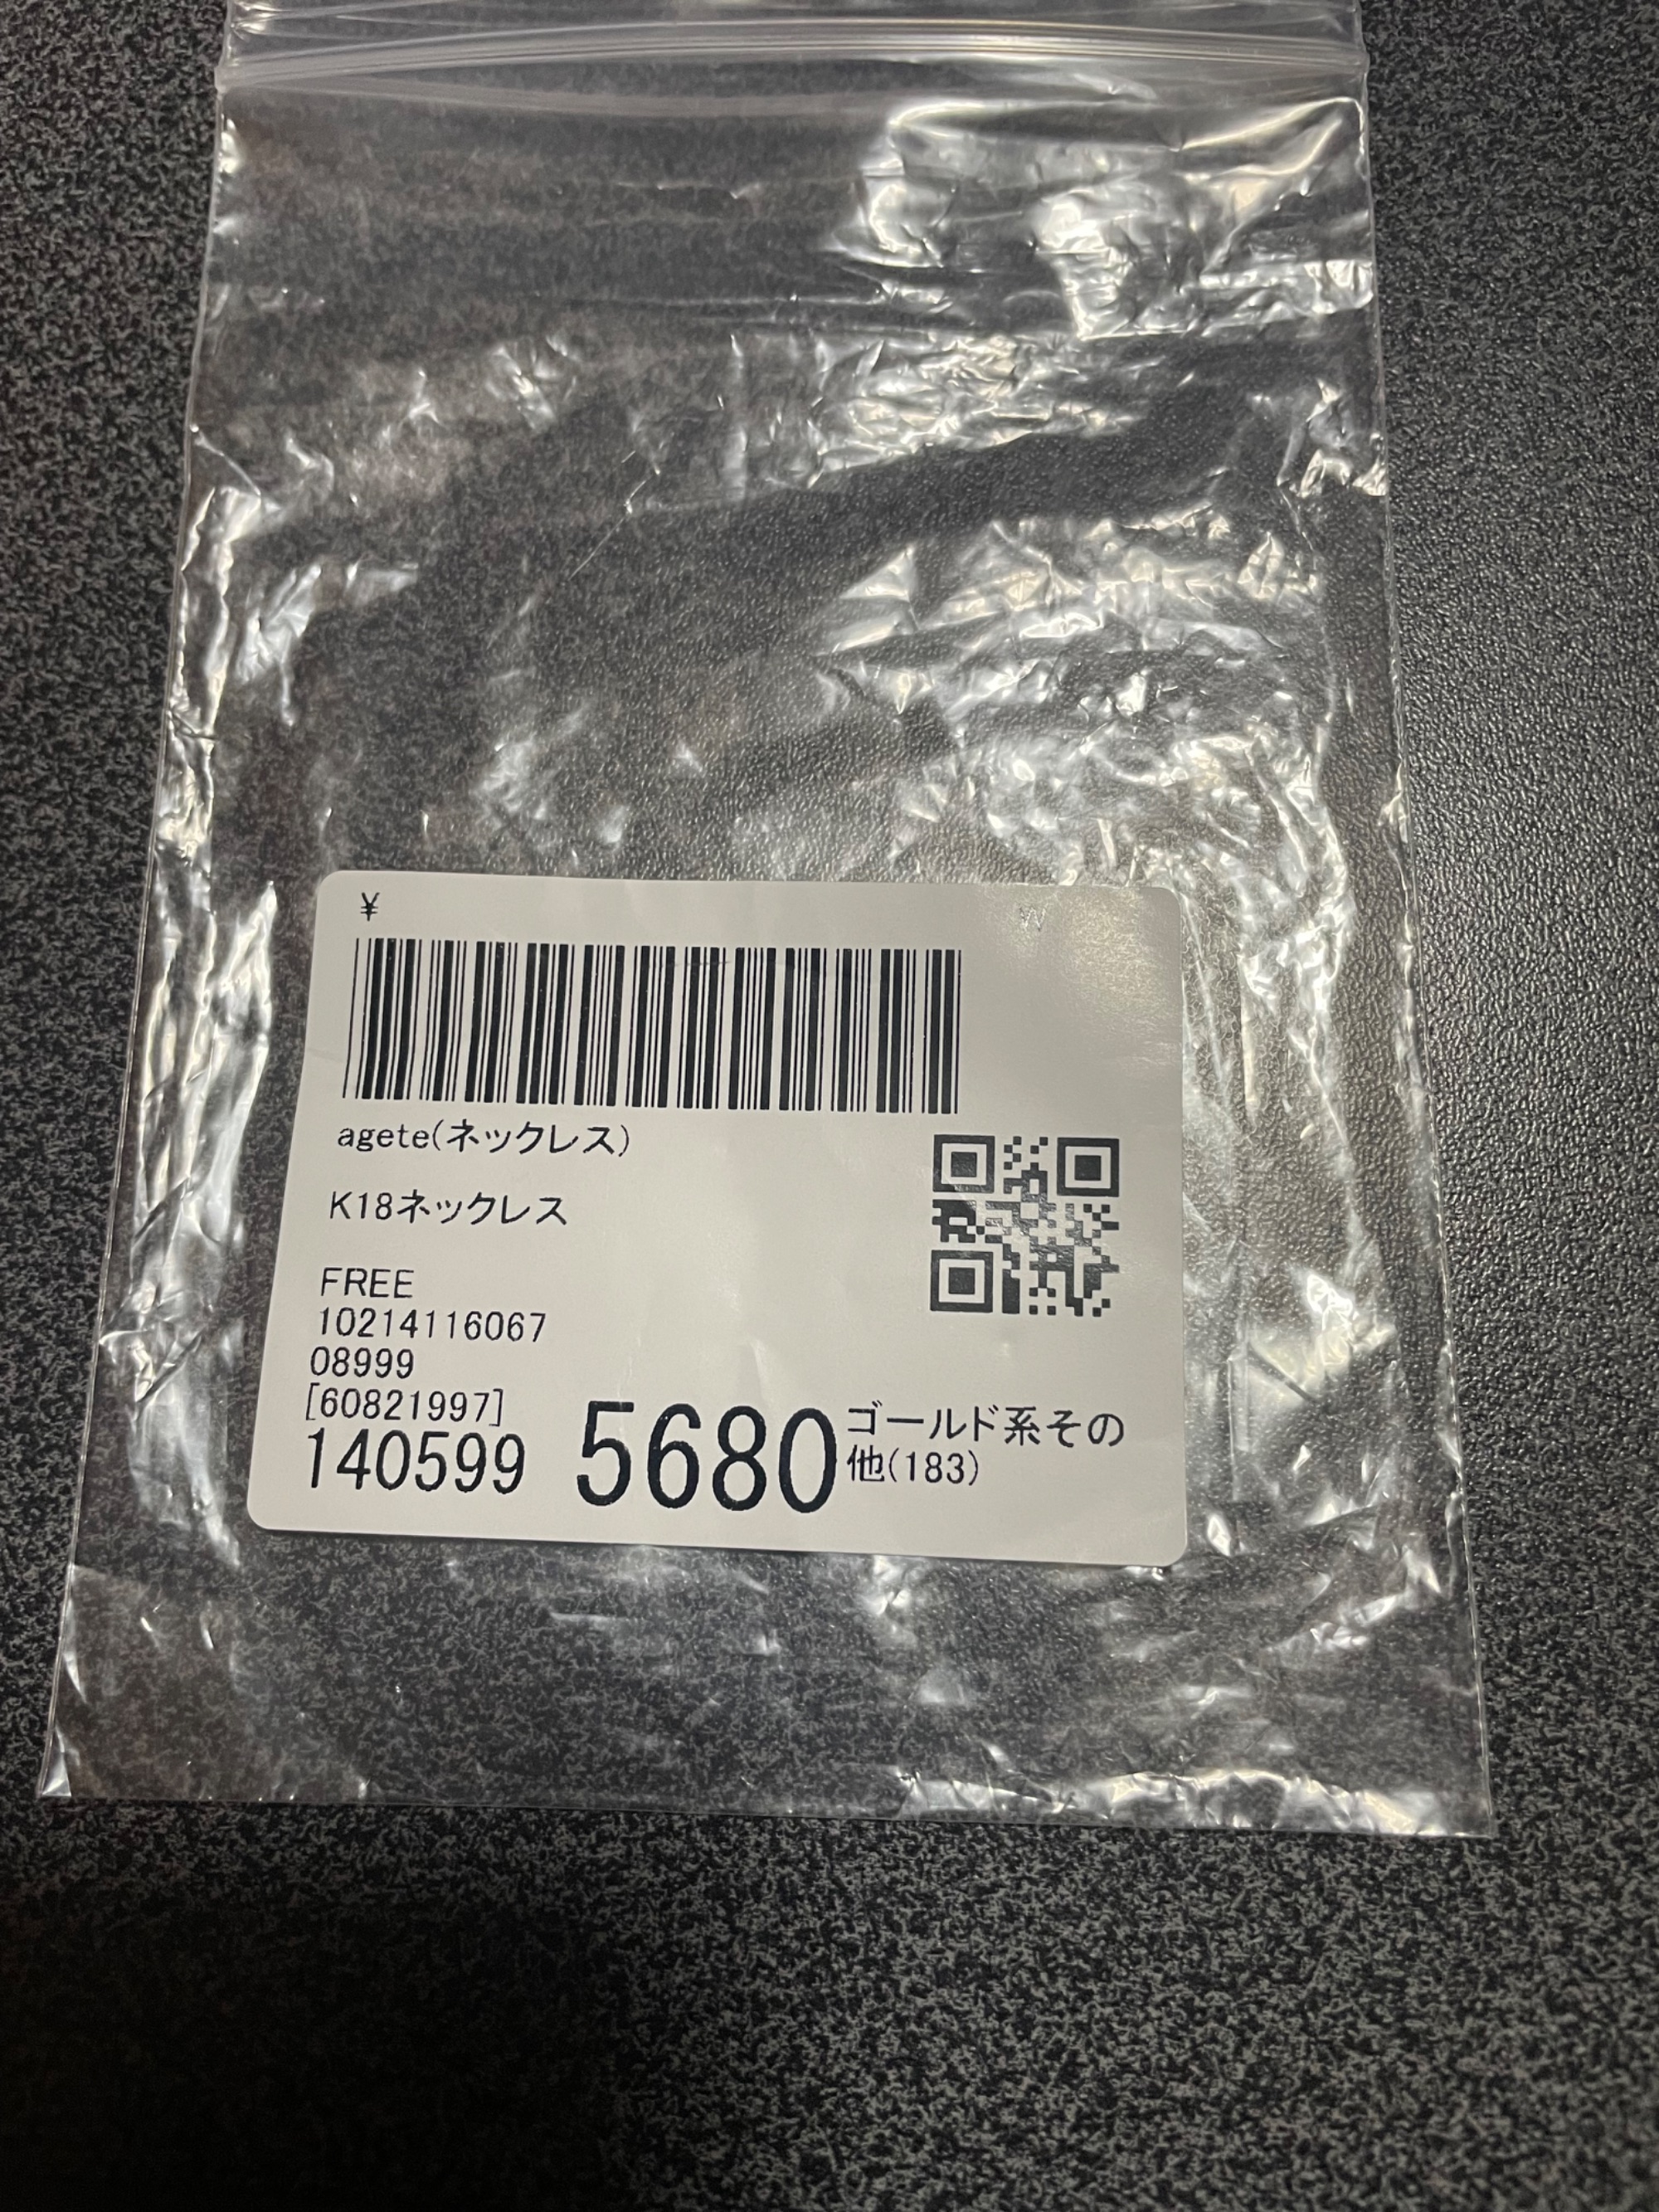 ¥
W
agete(ネックレス)
K18ネックレス
FREE
10214116067
08999
[60821997]
140599 5680 ゴールド系その
他(183)